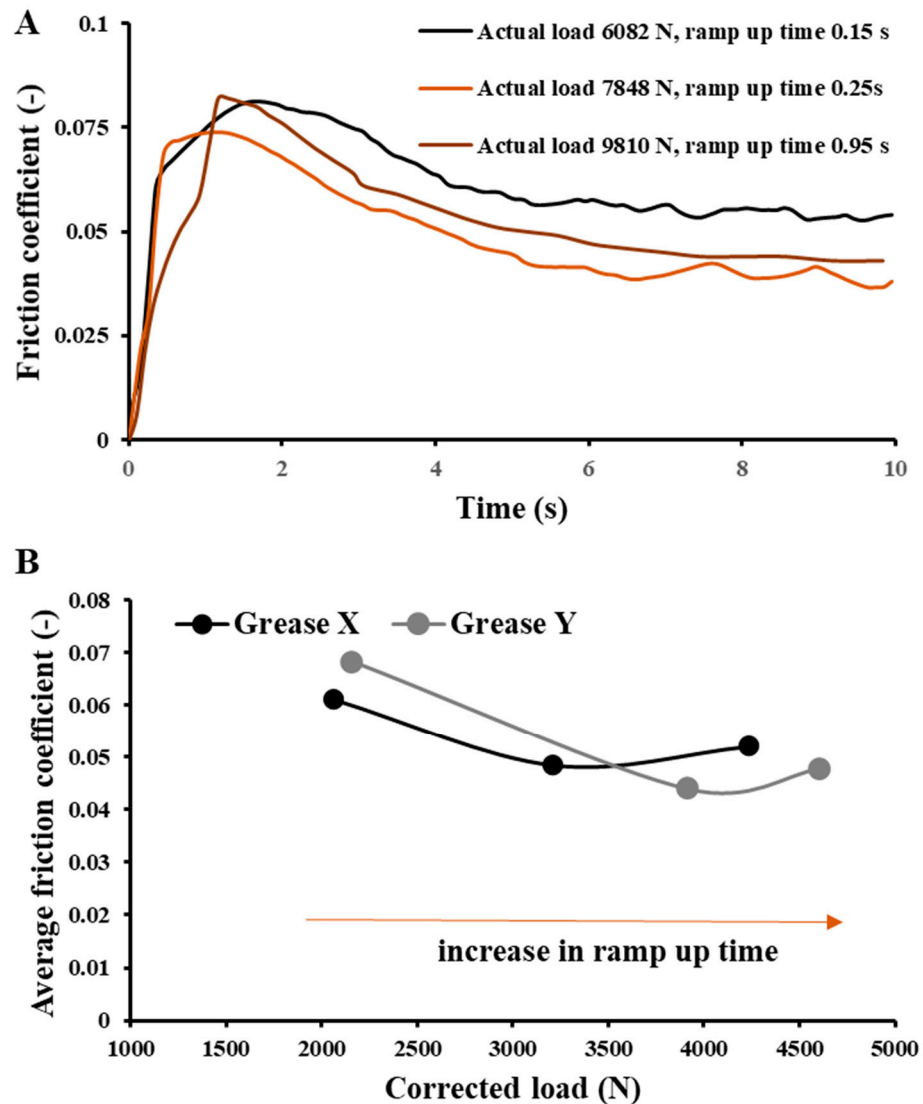 A
Actual load 6082 N, ramp up time 0.15 s
Actual load 7848 N, ramp up time 0.25s
Actual load 9810 N, ramp up time 0.95 s
Friction coefficient (-)
0.1
0.075
0.05
0.025
0
0 2 4 6 8 10
Time (s)
B
Grease X Grease Y
Average friction coefficient (-)
0.08
0.07
0.06
0.05
0.04
0.03
0.02
0.01
0
increase in ramp up time
1000 1500 2000 2500 3000 3500 4000 4500 5000
Corrected load (N)